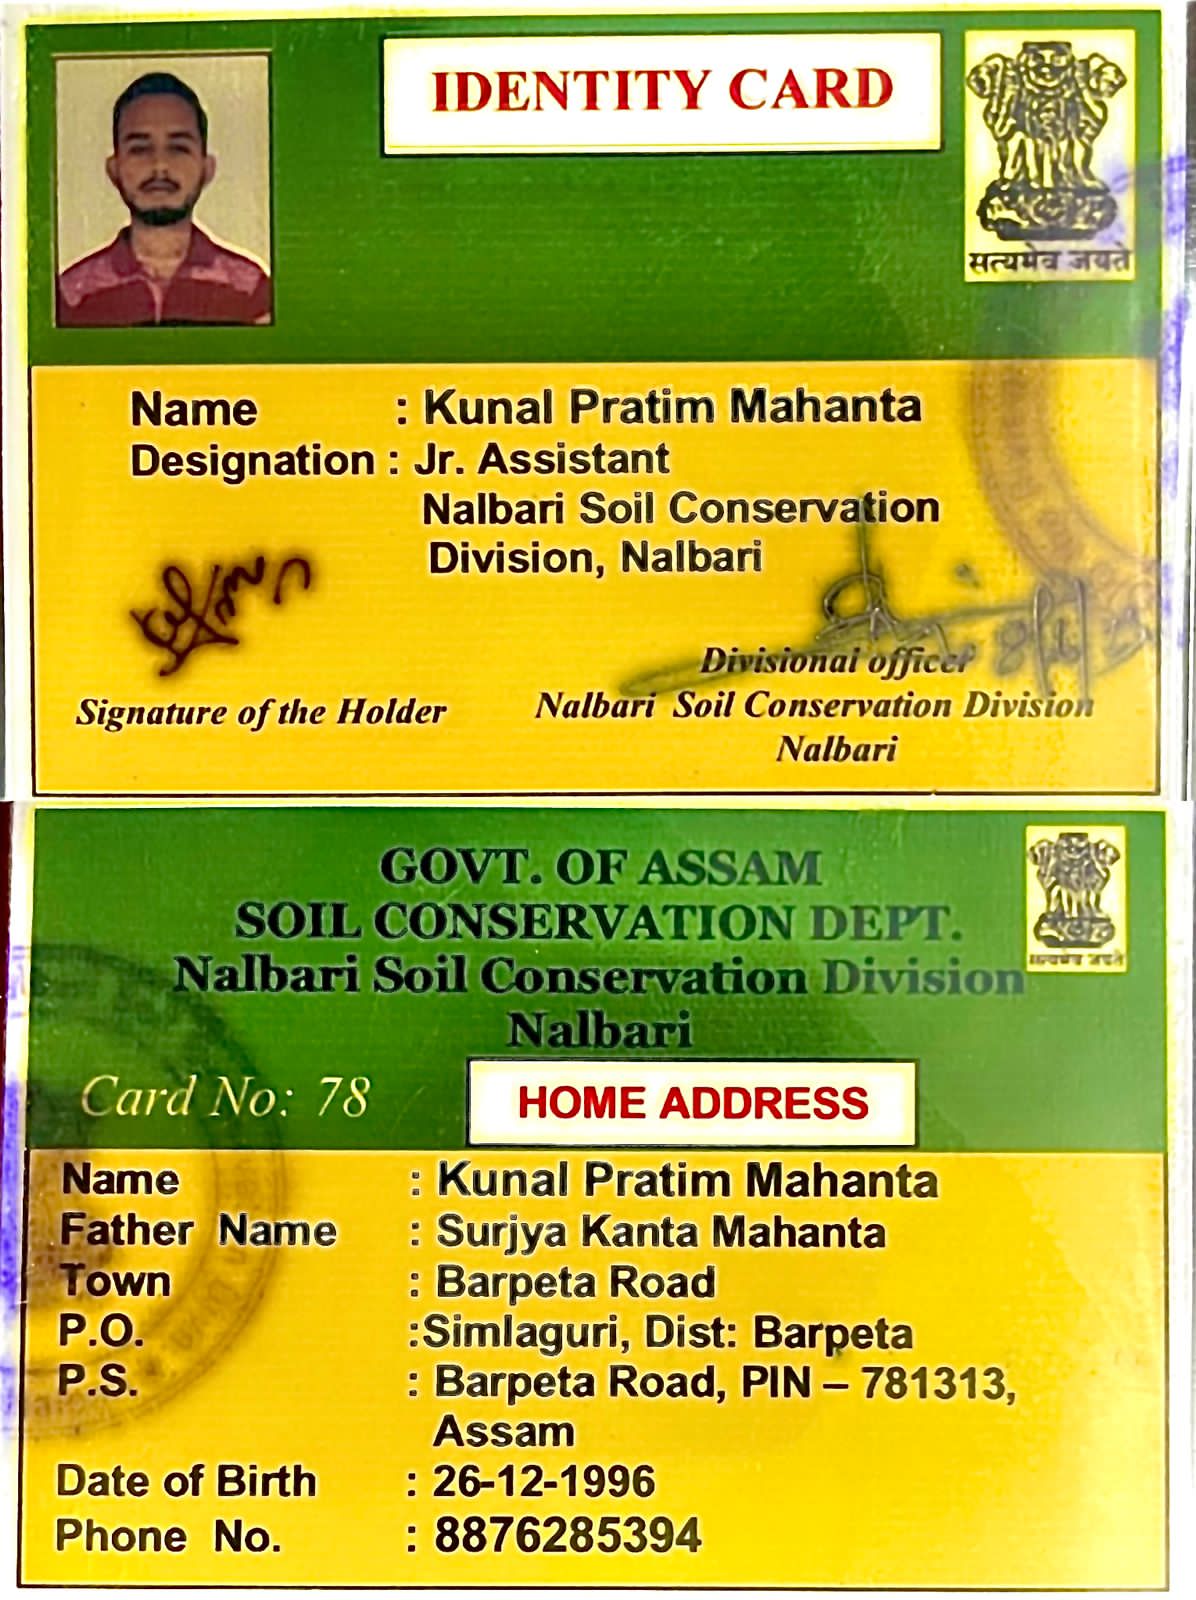 IDENTITY CARD
सत्यमेव जयते
Name : Kunal Pratim Mahanta
Designation : Jr. Assistant
Nalbari Soil Conservation
Division, Nalbari
Signature of the Holder
Divisional officer
Nalbari Soil Conservation Division
Nalbari
GOVT. OF ASSAM
SOIL CONSERVATION DEPT.
Nalbari Soil Conservation Division
Nalbari
सत्यमेव जयते
Card No: 78
HOME ADDRESS
Name : Kunal Pratim Mahanta
Father Name : Surjya Kanta Mahanta
Town : Barpeta Road
P.O. :Simlaguri, Dist: Barpeta
P.S. : Barpeta Road, PIN – 781313,
Assam
Date of Birth : 26-12-1996
Phone No. : 8876285394